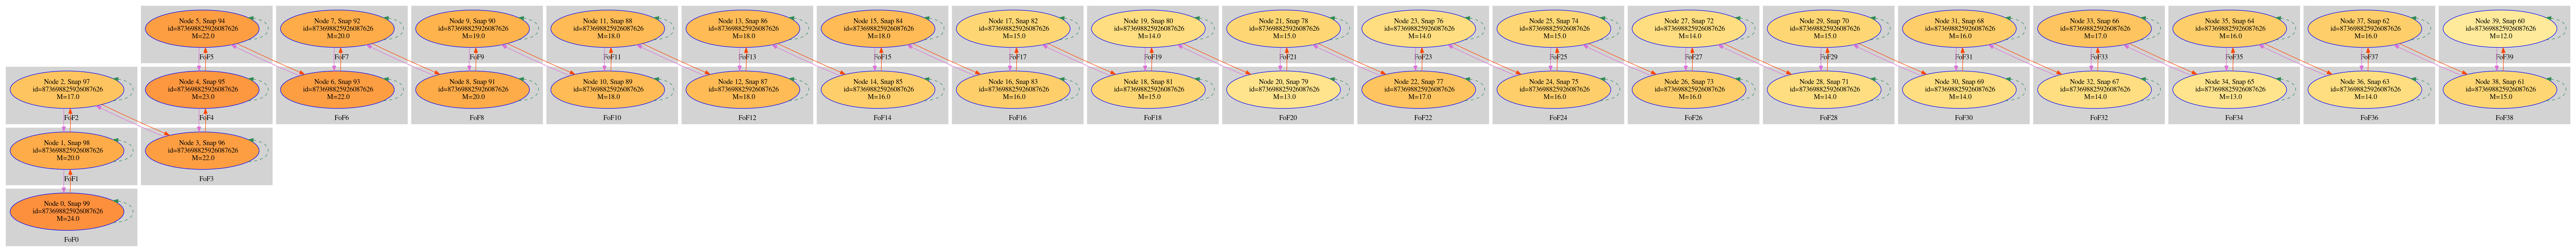 Node 5, Snap 94
id=873698825926087626
M=22.0
FoF5
Node 7, Snap 92
id=873698825926087626
M=20.0
FoF7
Node 9, Snap 90
id=873698825926087626
M=19.0
FoF9
Node 11, Snap 88
id=873698825926087626
M=18.0
FoF11
Node 13, Snap 86
id=873698825926087626
M=18.0
FoF13
Node 15, Snap 84
id=873698825926087626
M=18.0
FoF15
Node 17, Snap 82
id=873698825926087626
M=15.0
FoF17
Node 19, Snap 80
id=873698825926087626
M=14.0
FoF19
Node 21, Snap 78
id=873698825926087626
M=15.0
FoF21
Node 23, Snap 76
id=873698825926087626
M=14.0
FoF23
Node 25, Snap 74
id=873698825926087626
M=15.0
FoF25
Node 27, Snap 72
id=873698825926087626
M=14.0
FoF27
Node 29, Snap 70
id=873698825926087626
M=15.0
FoF29
Node 31, Snap 68
id=873698825926087626
M=16.0
FoF31
Node 33, Snap 66
id=873698825926087626
M=17.0
FoF33
Node 35, Snap 64
id=873698825926087626
M=16.0
FoF35
Node 37, Snap 62
id=873698825926087626
M=16.0
FoF37
Node 39, Snap 60
id=873698825926087626
M=12.0
FoF39
Node 2, Snap 97
id=873698825926087626
M=17.0
FoF2
Node 4, Snap 95
id=873698825926087626
M=23.0
FoF4
Node 6, Snap 93
id=873698825926087626
M=22.0
FoF6
Node 8, Snap 91
id=873698825926087626
M=20.0
FoF8
Node 10, Snap 89
id=873698825926087626
M=18.0
FoF10
Node 12, Snap 87
id=873698825926087626
M=18.0
FoF12
Node 14, Snap 85
id=873698825926087626
M=16.0
FoF14
Node 16, Snap 83
id=873698825926087626
M=16.0
FoF16
Node 18, Snap 81
id=873698825926087626
M=15.0
FoF18
Node 20, Snap 79
id=873698825926087626
M=13.0
FoF20
Node 22, Snap 77
id=873698825926087626
M=17.0
FoF22
Node 24, Snap 75
id=873698825926087626
M=16.0
FoF24
Node 26, Snap 73
id=873698825926087626
M=16.0
FoF26
Node 28, Snap 71
id=873698825926087626
M=14.0
FoF28
Node 30, Snap 69
id=873698825926087626
M=14.0
FoF30
Node 32, Snap 67
id=873698825926087626
M=14.0
FoF32
Node 34, Snap 65
id=873698825926087626
M=13.0
FoF34
Node 36, Snap 63
id=873698825926087626
M=14.0
FoF36
Node 38, Snap 61
id=873698825926087626
M=15.0
FoF38
Node 1, Snap 98
id=873698825926087626
M=20.0
FoF1
Node 3, Snap 96
id=873698825926087626
M=22.0
FoF3
Node 0, Snap 99
id=873698825926087626
M=24.0
FoF0